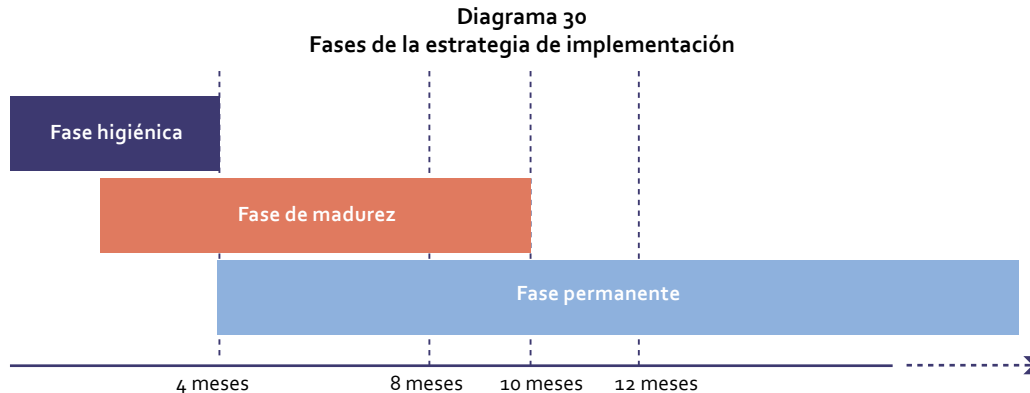 Diagrama 30
Fases de la estrategia de implementación
Fase higiénica
Fase de madurez
Fase permanente
4 meses
8 meses
10 meses
12 meses